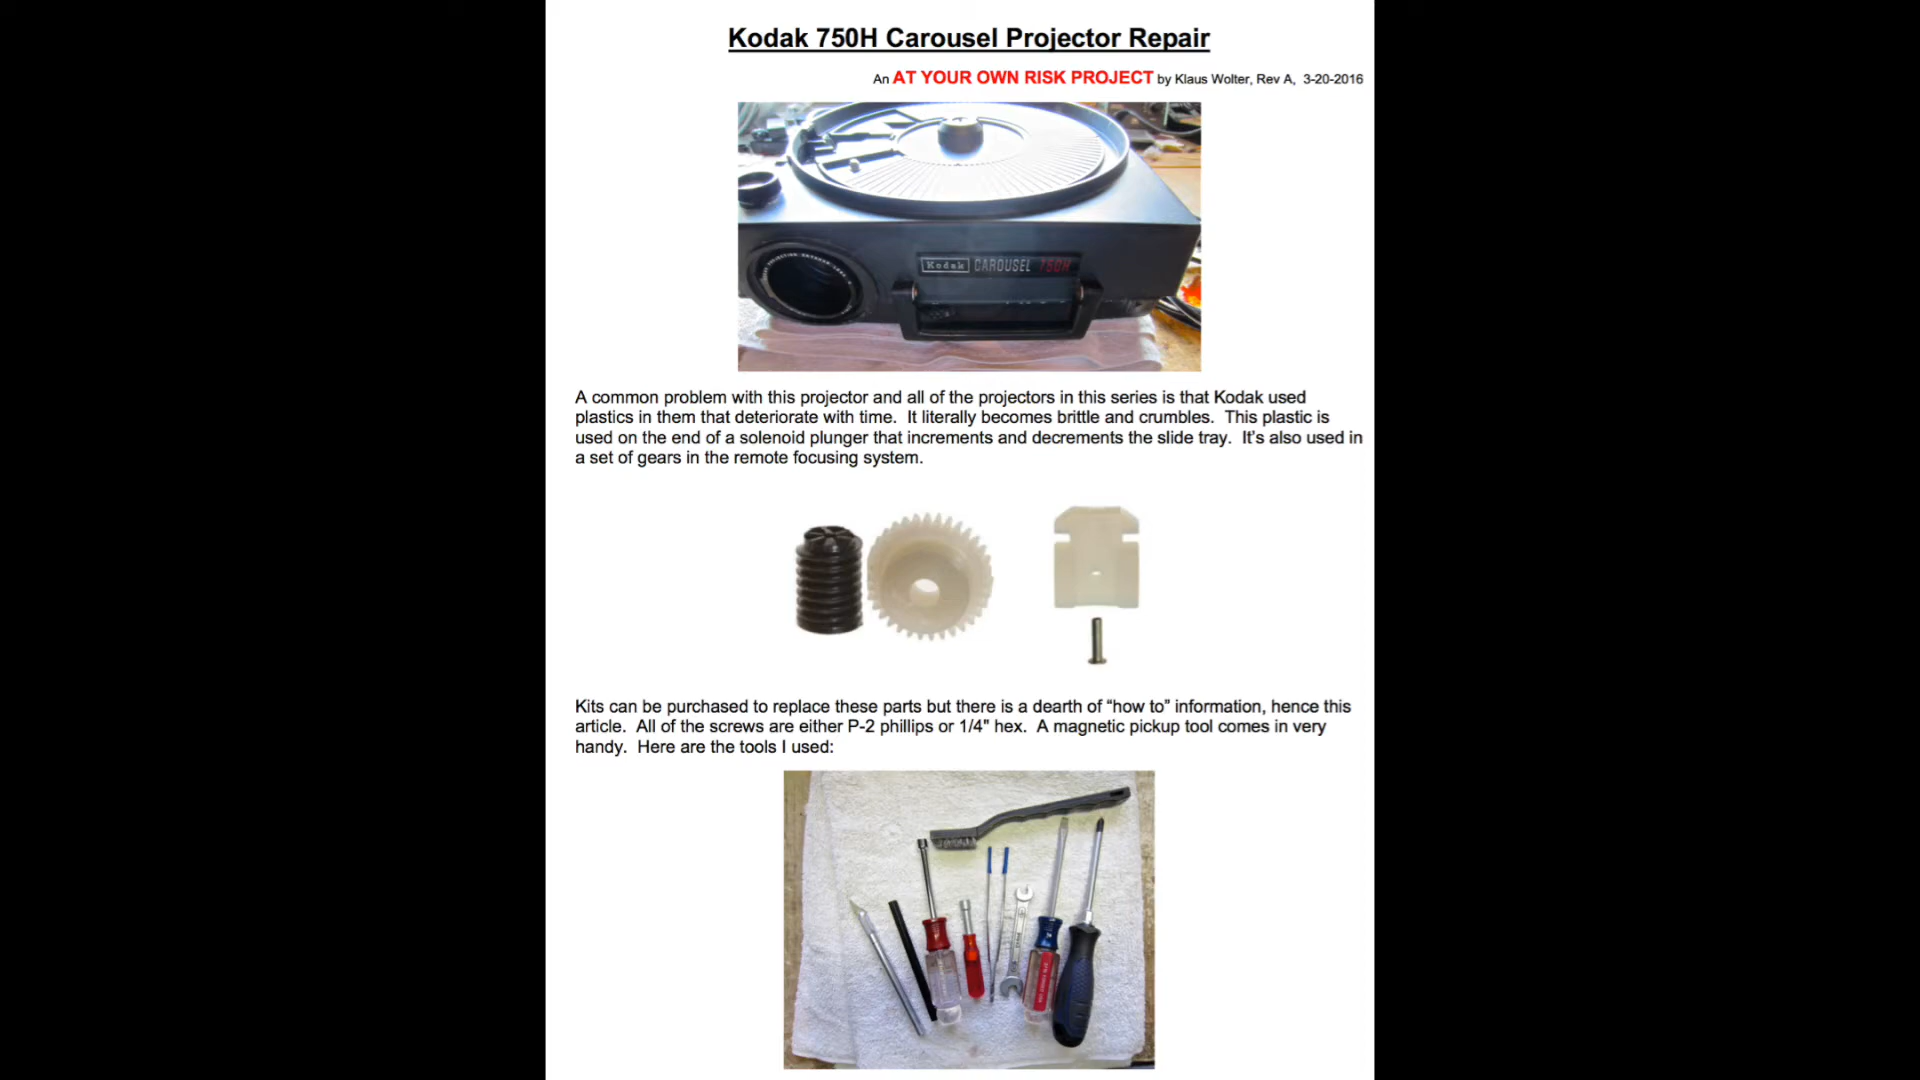 Kodak 750H Carousel Projector Repair
An AT YOUR OWN RISK PROJECT by Klaus Wolter, Rev A, 3-20-2016
Kodak CAROUSEL 750H
A common problem with this projector and all of the projectors in this series is that Kodak used
plastics in them that deteriorate with time. It literally becomes brittle and crumbles. This plastic is
used on the end of a solenoid plunger that increments and decrements the slide tray. It’s also used in
a set of gears in the remote focusing system.
Kits can be purchased to replace these parts but there is a dearth of “how to” information, hence this
article. All of the screws are either P-2 phillips or 1/4" hex. A magnetic pickup tool comes in very
handy. Here are the tools I used: